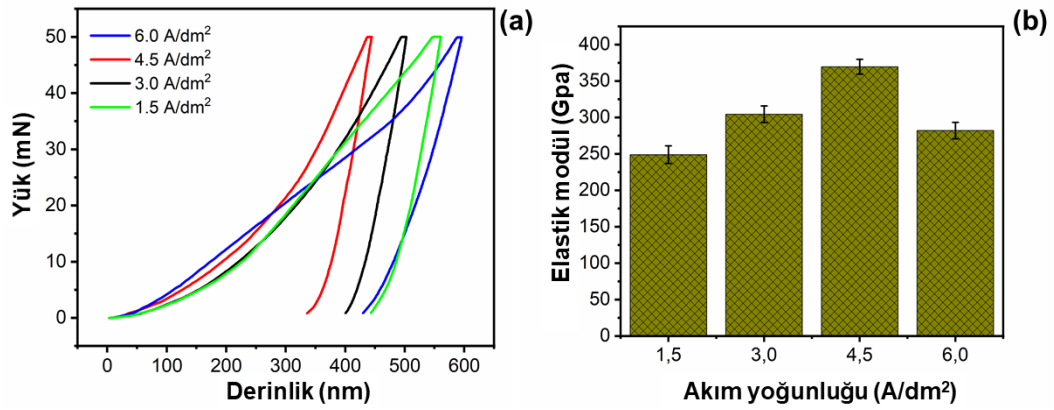 (a)
6.0 A/dm²
4.5 A/dm²
3.0 A/dm²
1.5 A/dm²
Yük (mN)
50
40
30
20
10
0
0 100 200 300 400 500 600
Derinlik (nm)
(b)
Elastik modül (Gpa)
400
350
300
250
200
150
100
50
0
1,5 3,0 4,5 6,0
Akım yoğunluğu (A/dm²)